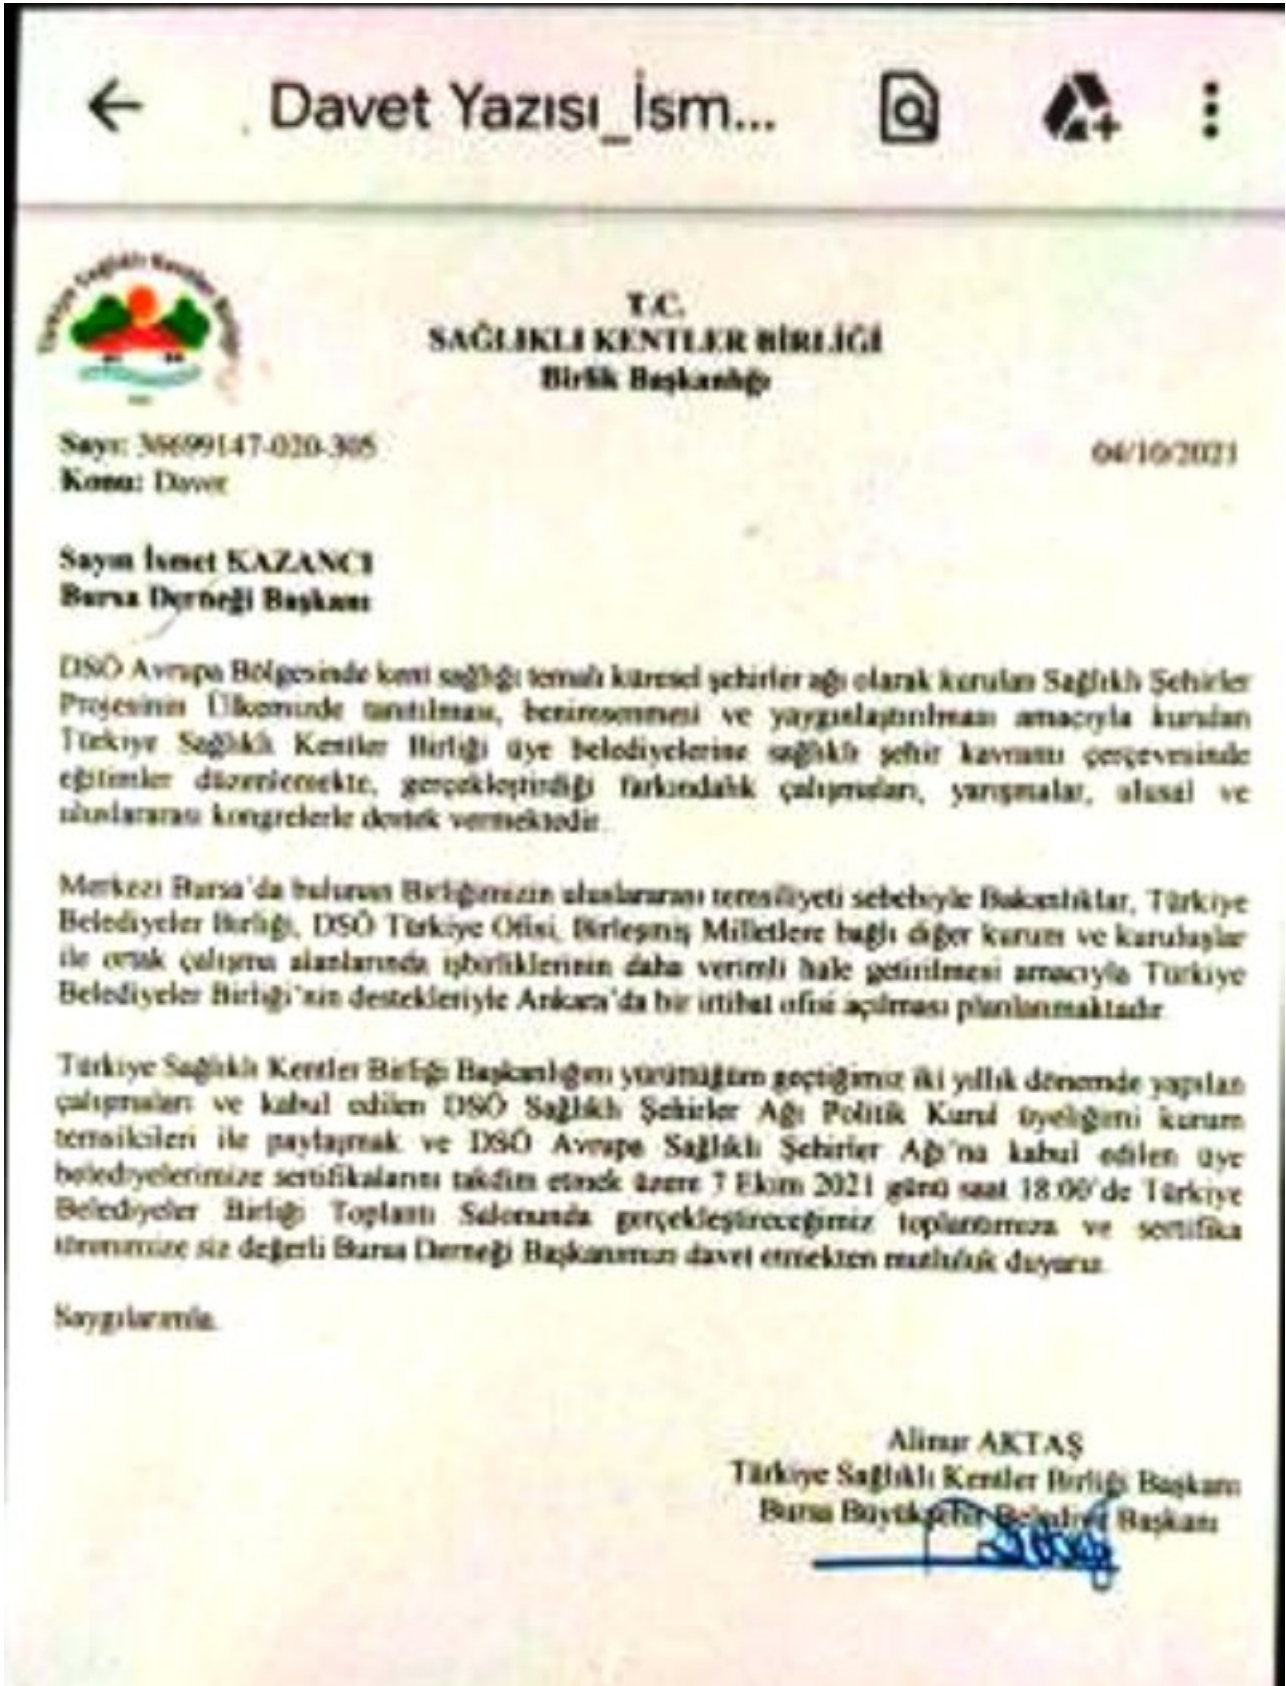 Davet Yazısı_İsm...
Türkiye Sağlıklı Kentler Birliği
T.C.
SAĞLIKLI KENTLER BİRLİĞİ
Birlik Başkanlığı
Sayı: 38699147-020-305
04/10/2021
Konu: Davet
Sayın İsmet KAZANCI
Bursa Derneği Başkanı
DSÖ Avrupa Bölgesinde kent sağlığı temalı küresel şehirler ağı olarak kurulan Sağlıklı Şehirler
Projesinin Ülkemizde tanıtılması, benimsenmesi ve yaygınlaştırılması amacıyla kurulan
Türkiye Sağlıklı Kentler Birliği üye belediyelerine sağlıklı şehir kavramı çerçevesinde
eğitimler düzenlemekte, gerçekleştirdiği farkındalık çalışmaları, yarışmalar, ulusal ve
uluslararası kongrelerle destek vermektedir.
Merkezi Bursa'da bulunan Birliğimizin uluslararası temsiliyeti sebebiyle Bakanlıklar, Türkiye
Belediyeler Birliği, DSÖ Türkiye Ofisi, Birleşmiş Milletlere bağlı diğer kurum ve kuruluşlar
ile ortak çalışma alanlarında işbirliklerinin daha verimli hale getirilmesi amacıyla Türkiye
Belediyeler Birliği'nin destekleriyle Ankara'da bir irtibat ofisi açılması planlanmaktadır.
Türkiye Sağlıklı Kentler Birliği Başkanlığını yürüttüğüm geçtiğimiz iki yıllık dönemde yapılan
çalışmaları ve kabul edilen DSÖ Sağlıklı Şehirler Ağı Politik Kurul üyeliğimi kurum
temsilcileri ile paylaşmak ve DSÖ Avrupa Sağlıklı Şehirler Ağı'na kabul edilen üye
belediyelerimize sertifikalarını takdim etmek üzere 7 Ekim 2021 günü saat 18:00'de Türkiye
Belediyeler Birliği Toplantı Salonunda gerçekleştireceğimiz toplantımıza ve sertifika
törenimize siz değerli Bursa Derneği Başkanımızı davet etmekten mutluluk duyarız.
Saygılarımla.
Alinur AKTAŞ
Türkiye Sağlıklı Kentler Birliği Başkanı
Bursa Büyükşehir Belediye Başkanı